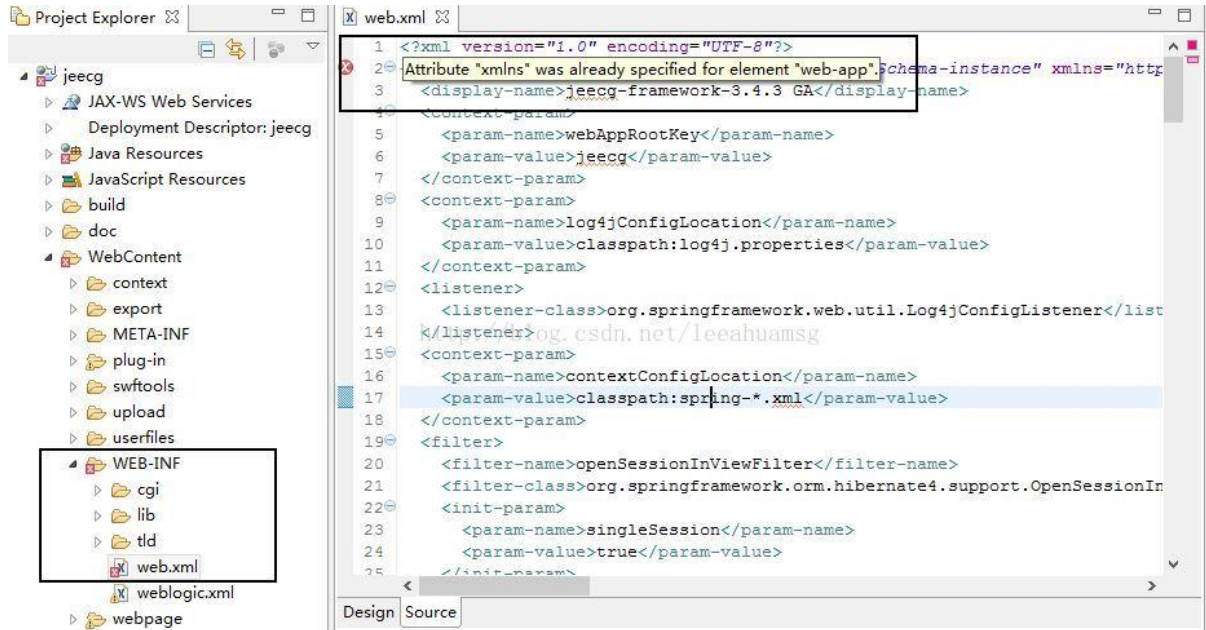 Project Explorer
jeecg
JAX-WS Web Services
Deployment Descriptor: jeecg
Java Resources
JavaScript Resources
build
doc
WebContent
context
export
META-INF
plug-in
swftools
upload
userfiles
WEB-INF
cgi
lib
tld
web.xml
weblogic.xml
webpage
web.xml
1 <?xml version="1.0" encoding="UTF-8"?>
2 Schema-instance" xmlns="http
Attribute "xmlns" was already specified for element "web-app".
3 <display-name>jeecg-framework-3.4.3 GA</display-name>
4 <context-param>
5 <param-name>webAppRootKey</param-name>
6 <param-value>jeecg</param-value>
7 </context-param>
8 <context-param>
9 <param-name>log4jConfigLocation</param-name>
10 <param-value>classpath:log4j.properties</param-value>
11 </context-param>
12 <listener>
13 <listener-class>org.springframework.web.util.Log4jConfigListener</list
14 </listener>
http://blog.csdn.net/leeahuamsg
15 <context-param>
16 <param-name>contextConfigLocation</param-name>
17 <param-value>classpath:spring-*.xml</param-value>
18 </context-param>
19 <filter>
20 <filter-name>openSessionInViewFilter</filter-name>
21 <filter-class>org.springframework.orm.hibernate4.support.OpenSessionIn
22 <init-param>
23 <param-name>singleSession</param-name>
24 <param-value>true</param-value>
25 </init-param>
Design Source